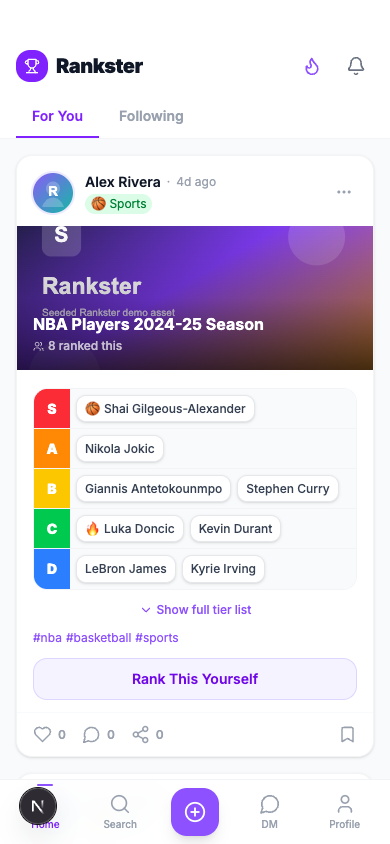 Rankster
For You Following
R
Alex Rivera · 4d ago
🏀 Sports
S
Rankster
Seeded Rankster demo asset
NBA Players 2024-25 Season
8 ranked this
S 🏀 Shai Gilgeous-Alexander
A Nikola Jokic
B Giannis Antetokounmpo Stephen Curry
C 🔥 Luka Doncic Kevin Durant
D LeBron James Kyrie Irving
Show full tier list
#nba #basketball #sports
Rank This Yourself
0 0 0
N
Home Search DM Profile